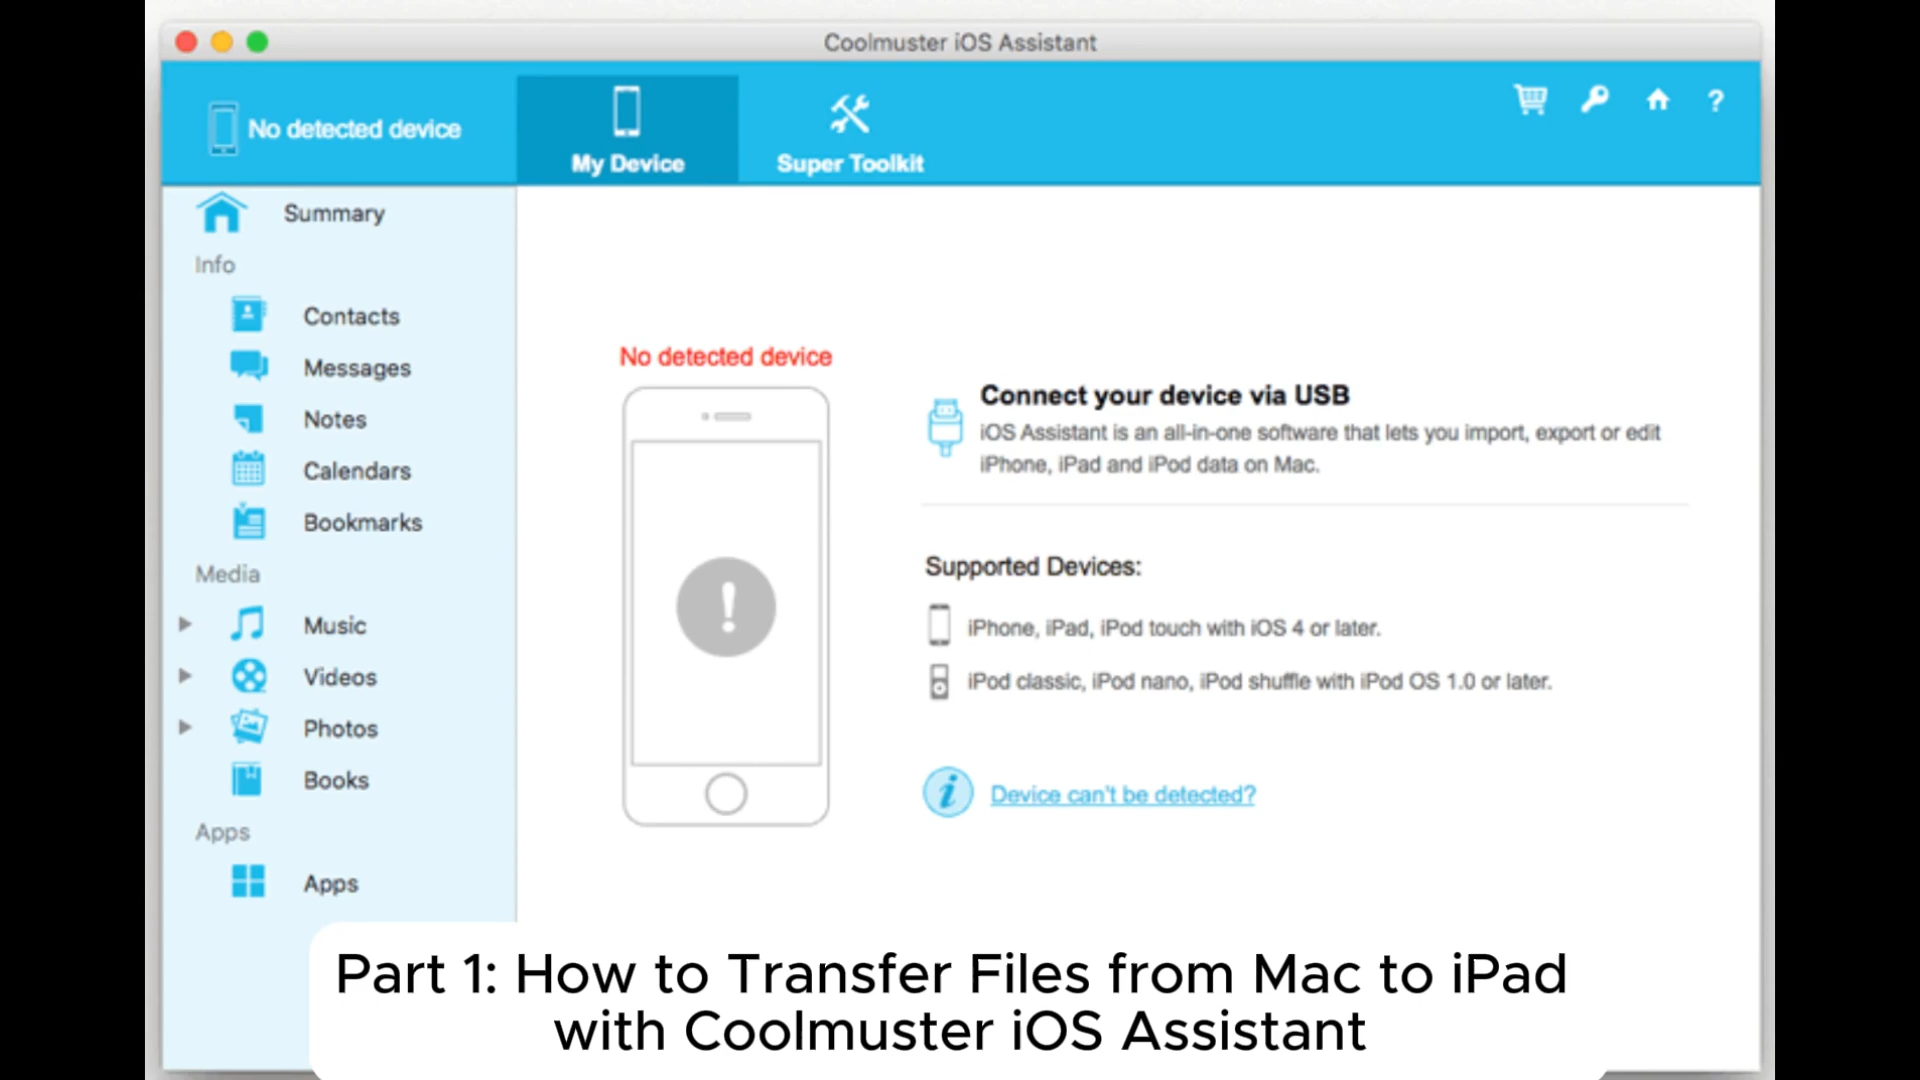 Coolmuster iOS Assistant
No detected device
My Device
Super Toolkit
?
Summary
Info
Contacts
Messages
Notes
Calendars
Bookmarks
Media
Music
Videos
Photos
Books
Apps
Apps
No detected device
Connect your device via USB
iOS Assistant is an all-in-one software that lets you import, export or edit
iPhone, iPad and iPod data on Mac.
Supported Devices:
iPhone, iPad, iPod touch with iOS 4 or later.
iPod classic, iPod nano, iPod shuffle with iPod OS 1.0 or later.
Device can't be detected?
Part 1: How to Transfer Files from Mac to iPad
with Coolmuster iOS Assistant